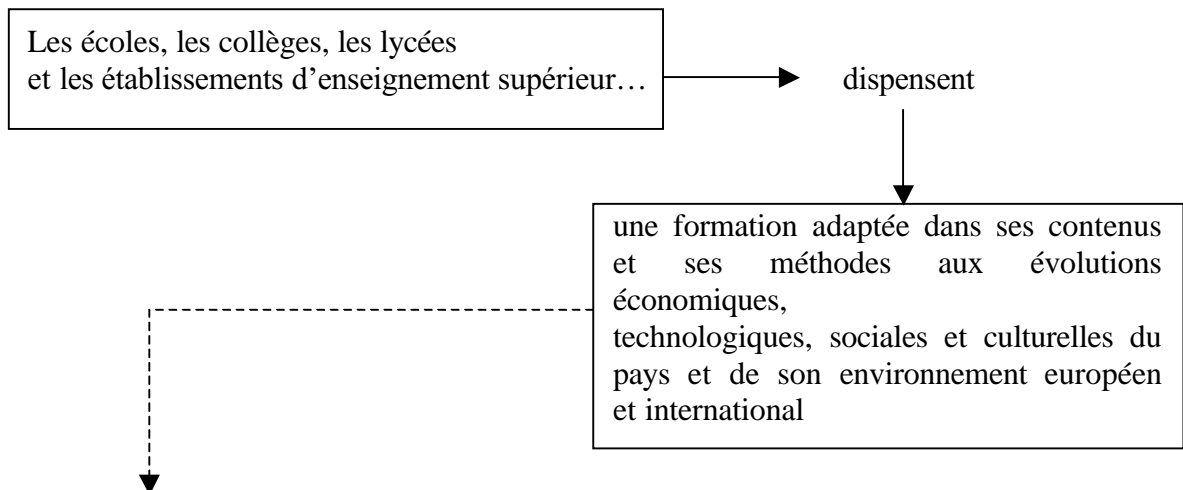 Les écoles, les collèges, les lycées
et les établissements d’enseignement supérieur…
dispensent
une formation adaptée dans ses contenus
et ses méthodes aux évolutions
économiques,
technologiques, sociales et culturelles du
pays et de son environnement européen
et international